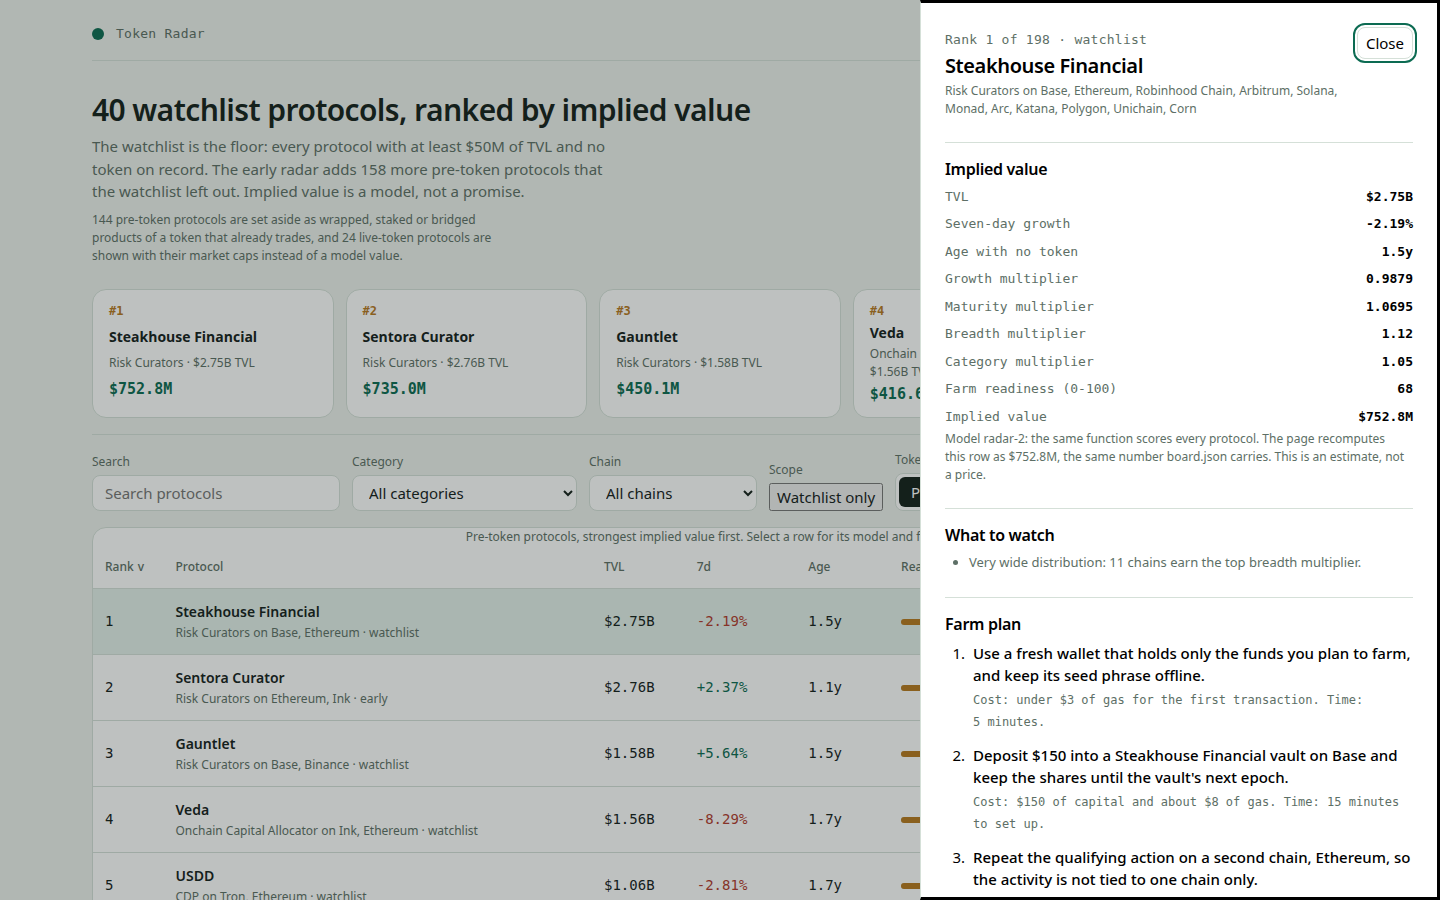 Token Radar
40 watchlist protocols, ranked by implied value
The watchlist is the floor: every protocol with at least $50M of TVL and no
token on record. The early radar adds 158 more pre-token protocols that
the watchlist left out. Implied value is a model, not a promise.
144 pre-token protocols are set aside as wrapped, staked or bridged
products of a token that already trades, and 24 live-token protocols are
shown with their market caps instead of a model value.
#1
Steakhouse Financial
Risk Curators · $2.75B TVL
$752.8M
#2
Sentora Curator
Risk Curators · $2.76B TVL
$735.0M
#3
Gauntlet
Risk Curators · $1.58B TVL
$450.1M
#4
Veda
Onchain
$1.56B TV
$416.6
Search
Search protocols
Category
All categories
Chain
All chains
Scope
Watchlist only
Toke
P
Pre-token protocols, strongest implied value first. Select a row for its model and f
Rank v Protocol TVL 7d Age Rea
1 Steakhouse Financial $2.75B -2.19% 1.5y
Risk Curators on Base, Ethereum · watchlist
2 Sentora Curator $2.76B +2.37% 1.1y
Risk Curators on Ethereum, Ink · early
3 Gauntlet $1.58B +5.64% 1.5y
Risk Curators on Base, Binance · watchlist
4 Veda $1.56B -8.29% 1.7y
Onchain Capital Allocator on Ink, Ethereum · watchlist
5 USDD $1.06B -2.81% 1.7y
CDP on Tron, Ethereum · watchlist
Rank 1 of 198 · watchlist
Close
Steakhouse Financial
Risk Curators on Base, Ethereum, Robinhood Chain, Arbitrum, Solana,
Monad, Arc, Katana, Polygon, Unichain, Corn
Implied value
TVL $2.75B
Seven-day growth -2.19%
Age with no token 1.5y
Growth multiplier 0.9879
Maturity multiplier 1.0695
Breadth multiplier 1.12
Category multiplier 1.05
Farm readiness (0-100) 68
Implied value $752.8M
Model radar-2: the same function scores every protocol. The page recomputes
this row as $752.8M, the same number board.json carries. This is an estimate, not
a price.
What to watch
• Very wide distribution: 11 chains earn the top breadth multiplier.
Farm plan
1. Use a fresh wallet that holds only the funds you plan to farm,
and keep its seed phrase offline.
Cost: under $3 of gas for the first transaction. Time:
5 minutes.
2. Deposit $150 into a Steakhouse Financial vault on Base and
keep the shares until the vault's next epoch.
Cost: $150 of capital and about $8 of gas. Time: 15 minutes
to set up.
3. Repeat the qualifying action on a second chain, Ethereum, so
the activity is not tied to one chain only.